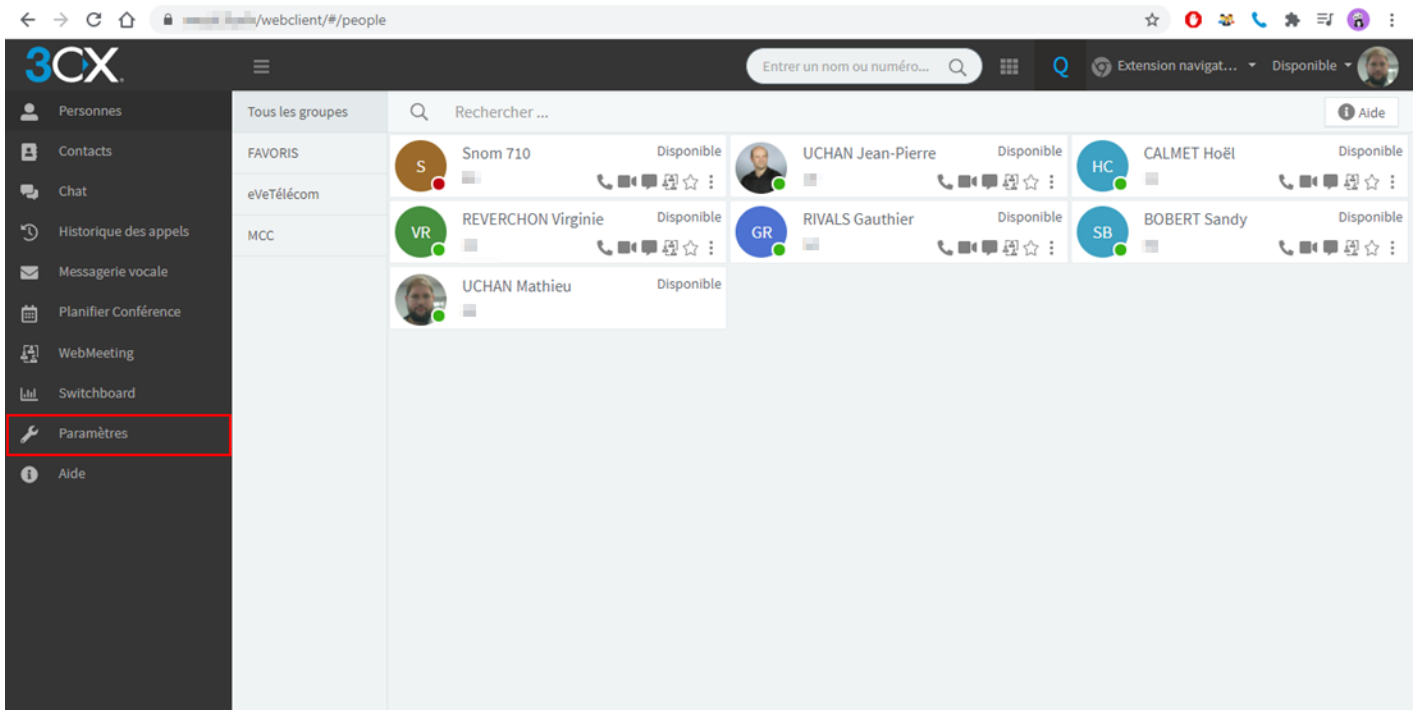 /webclient/#/people
3CX
Entrer un nom ou numéro...
Q
Extension navigat...
Disponible
Personnes
Contacts
Chat
Historique des appels
Messagerie vocale
Planifier Conférence
WebMeeting
Switchboard
Paramètres
Aide
Tous les groupes
FAVORIS
eVeTélécom
MCC
Rechercher ...
Aide
S
Snom 710
Disponible
UCHAN Jean-Pierre
Disponible
HC
CALMET Hoël
Disponible
VR
REVERCHON Virginie
Disponible
GR
RIVALS Gauthier
Disponible
SB
BOBERT Sandy
Disponible
UCHAN Mathieu
Disponible